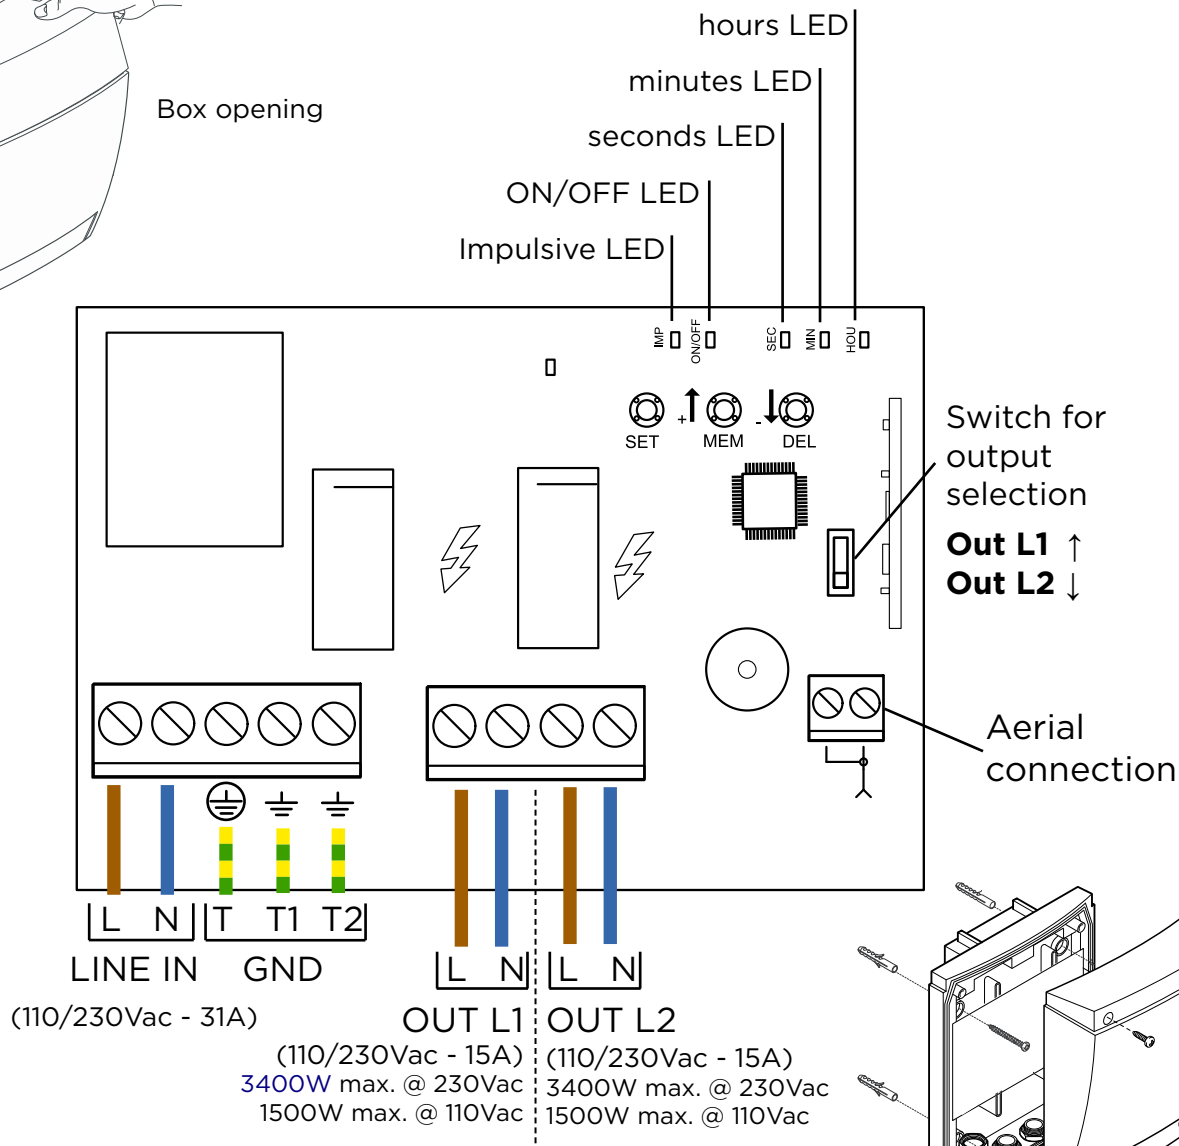 hours LED
minutes LED
Box opening
seconds LED
ON/OFF LED
Impulsive LED
IMP
ON/OFF
SEC
MIN
HOU
SET
+
MEM
-
DEL
Switch for
output
selection
Out L1 ↑
Out L2 ↓
Aerial
connection
L N T T1 T2
LINE IN GND
(110/230Vac - 31A)
L N L N
OUT L1 OUT L2
(110/230Vac - 15A) (110/230Vac - 15A)
3400W max. @ 230Vac 3400W max. @ 230Vac
1500W max. @ 110Vac 1500W max. @ 110Vac